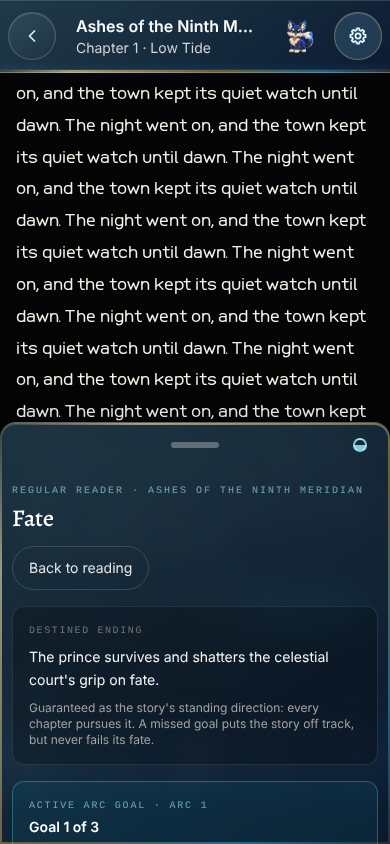 Ashes of the Ninth M...
Chapter 1 · Low Tide
on, and the town kept its quiet watch until
dawn. The night went on, and the town kept
its quiet watch until dawn. The night went
on, and the town kept its quiet watch until
dawn. The night went on, and the town kept
its quiet watch until dawn. The night went
on, and the town kept its quiet watch until
dawn. The night went on, and the town kept
its quiet watch until dawn. The night went
on, and the town kept its quiet watch until
dawn. The night went on, and the town kept
REGULAR READER · ASHES OF THE NINTH MERIDIAN
Fate
Back to reading
DESTINED ENDING
The prince survives and shatters the celestial
court's grip on fate.
Guaranteed as the story's standing direction: every
chapter pursues it. A missed goal puts the story off track,
but never fails its fate.
ACTIVE ARC GOAL · ARC 1
Goal 1 of 3